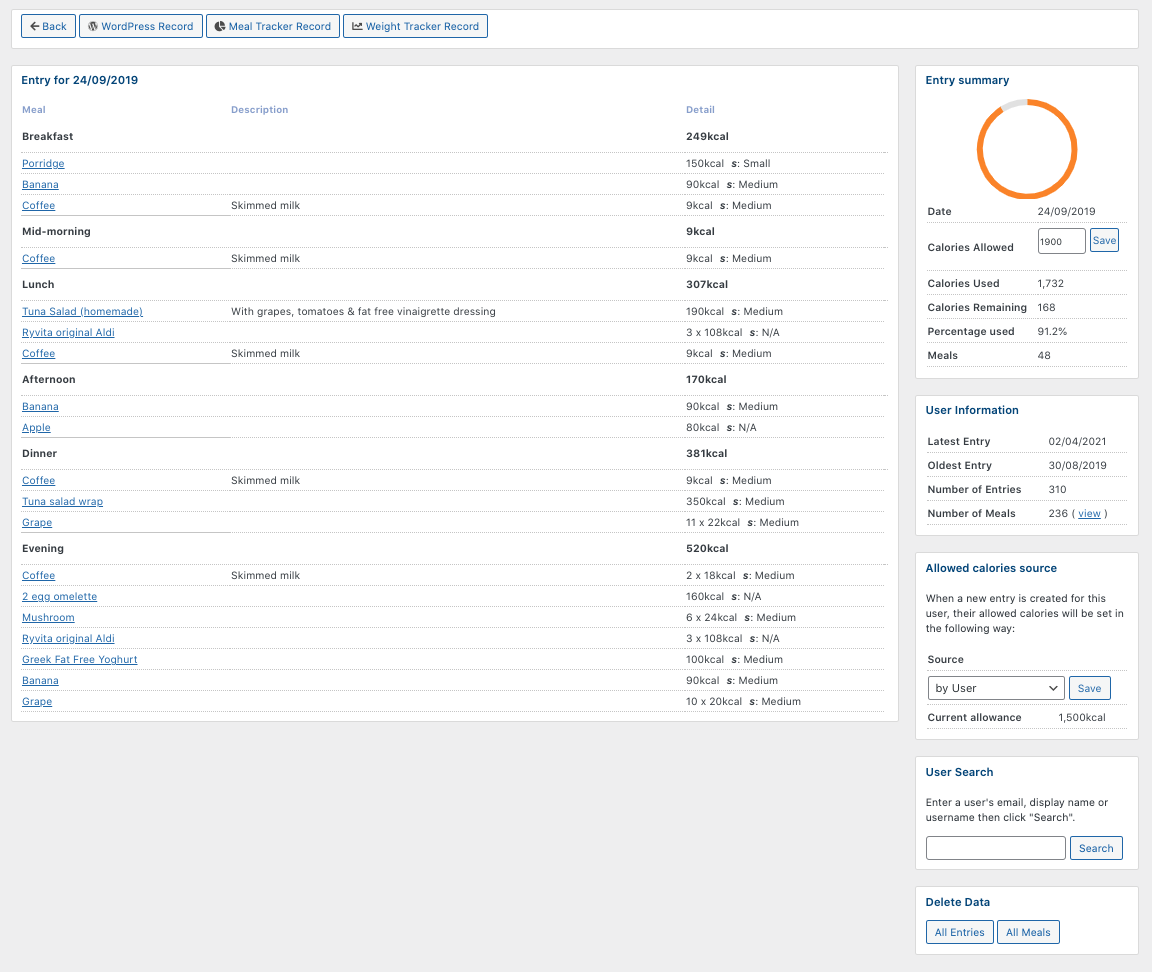 Back WordPress Record Meal Tracker Record Weight Tracker Record
Entry for 24/09/2019
Meal Description Detail
Breakfast 249kcal
Porridge 150kcal s: Small
Banana 90kcal s: Medium
Coffee Skimmed milk 9kcal s: Medium
Mid-morning 9kcal
Coffee Skimmed milk 9kcal s: Medium
Lunch 307kcal
Tuna Salad (homemade) With grapes, tomatoes & fat free vinaigrette dressing 190kcal s: Medium
Ryvita original Aldi 3 x 108kcal s: N/A
Coffee Skimmed milk 9kcal s: Medium
Afternoon 170kcal
Banana 90kcal s: Medium
Apple 80kcal s: N/A
Dinner 381kcal
Coffee Skimmed milk 9kcal s: Medium
Tuna salad wrap 350kcal s: Medium
Grape 11 x 22kcal s: Medium
Evening 520kcal
Coffee Skimmed milk 2 x 18kcal s: Medium
2 egg omelette 160kcal s: N/A
Mushroom 6 x 24kcal s: Medium
Ryvita original Aldi 3 x 108kcal s: N/A
Greek Fat Free Yoghurt 100kcal s: Medium
Banana 90kcal s: Medium
Grape 10 x 20kcal s: Medium
Entry summary
Date 24/09/2019
Calories Allowed 1900 Save
Calories Used 1,732
Calories Remaining 168
Percentage used 91.2%
Meals 48
User Information
Latest Entry 02/04/2021
Oldest Entry 30/08/2019
Number of Entries 310
Number of Meals 236 ( view )
Allowed calories source
When a new entry is created for this
user, their allowed calories will be set in
the following way:
Source
by User Save
Current allowance 1,500kcal
User Search
Enter a user's email, display name or
username then click "Search".
Search
Delete Data
All Entries All Meals